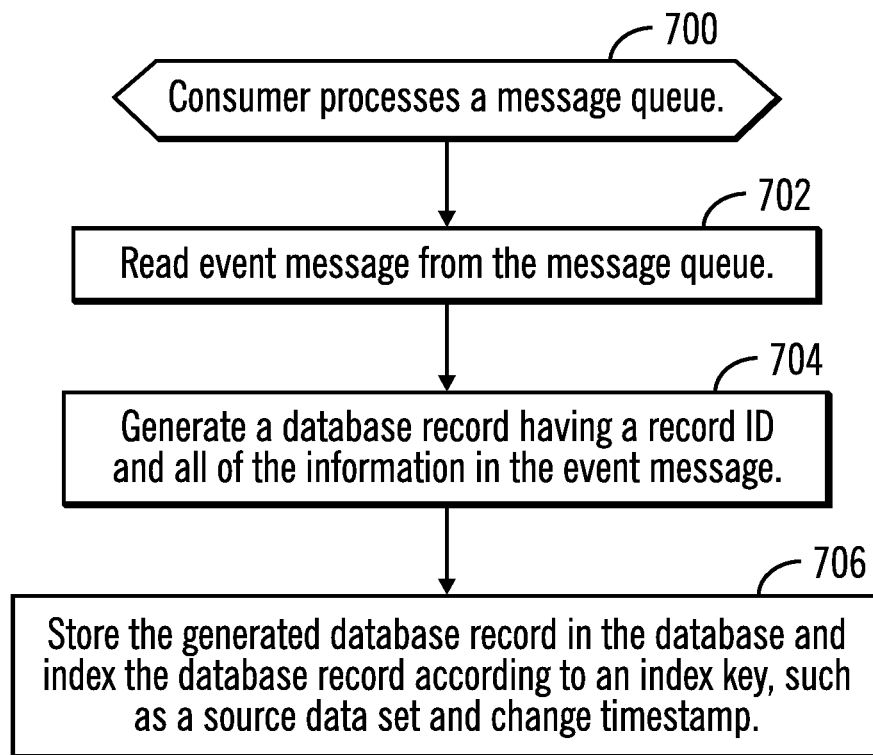 700
Consumer processes a message queue.
702
Read event message from the message queue.
704
Generate a database record having a record ID
and all of the information in the event message.
706
Store the generated database record in the database and
index the database record according to an index key, such
as a source data set and change timestamp.